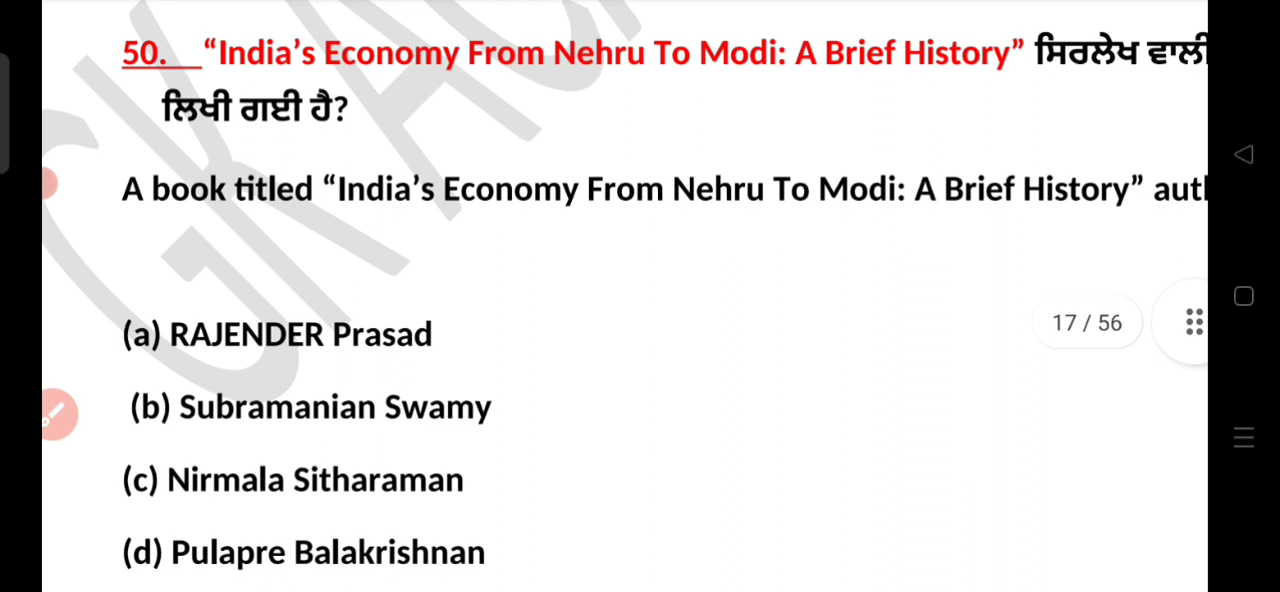 50. "India's Economy From Nehru To Modi: A Brief History" ਸਿਰਲੇਖ ਵਾਲੀ
ਲਿਖੀ ਗਈ ਹੈ?
A book titled "India's Economy From Nehru To Modi: A Brief History"
17 / 56
(a) RAJENDER Prasad
(b) Subramanian Swamy
(c) Nirmala Sitharaman
(d) Pulapre Balakrishnan